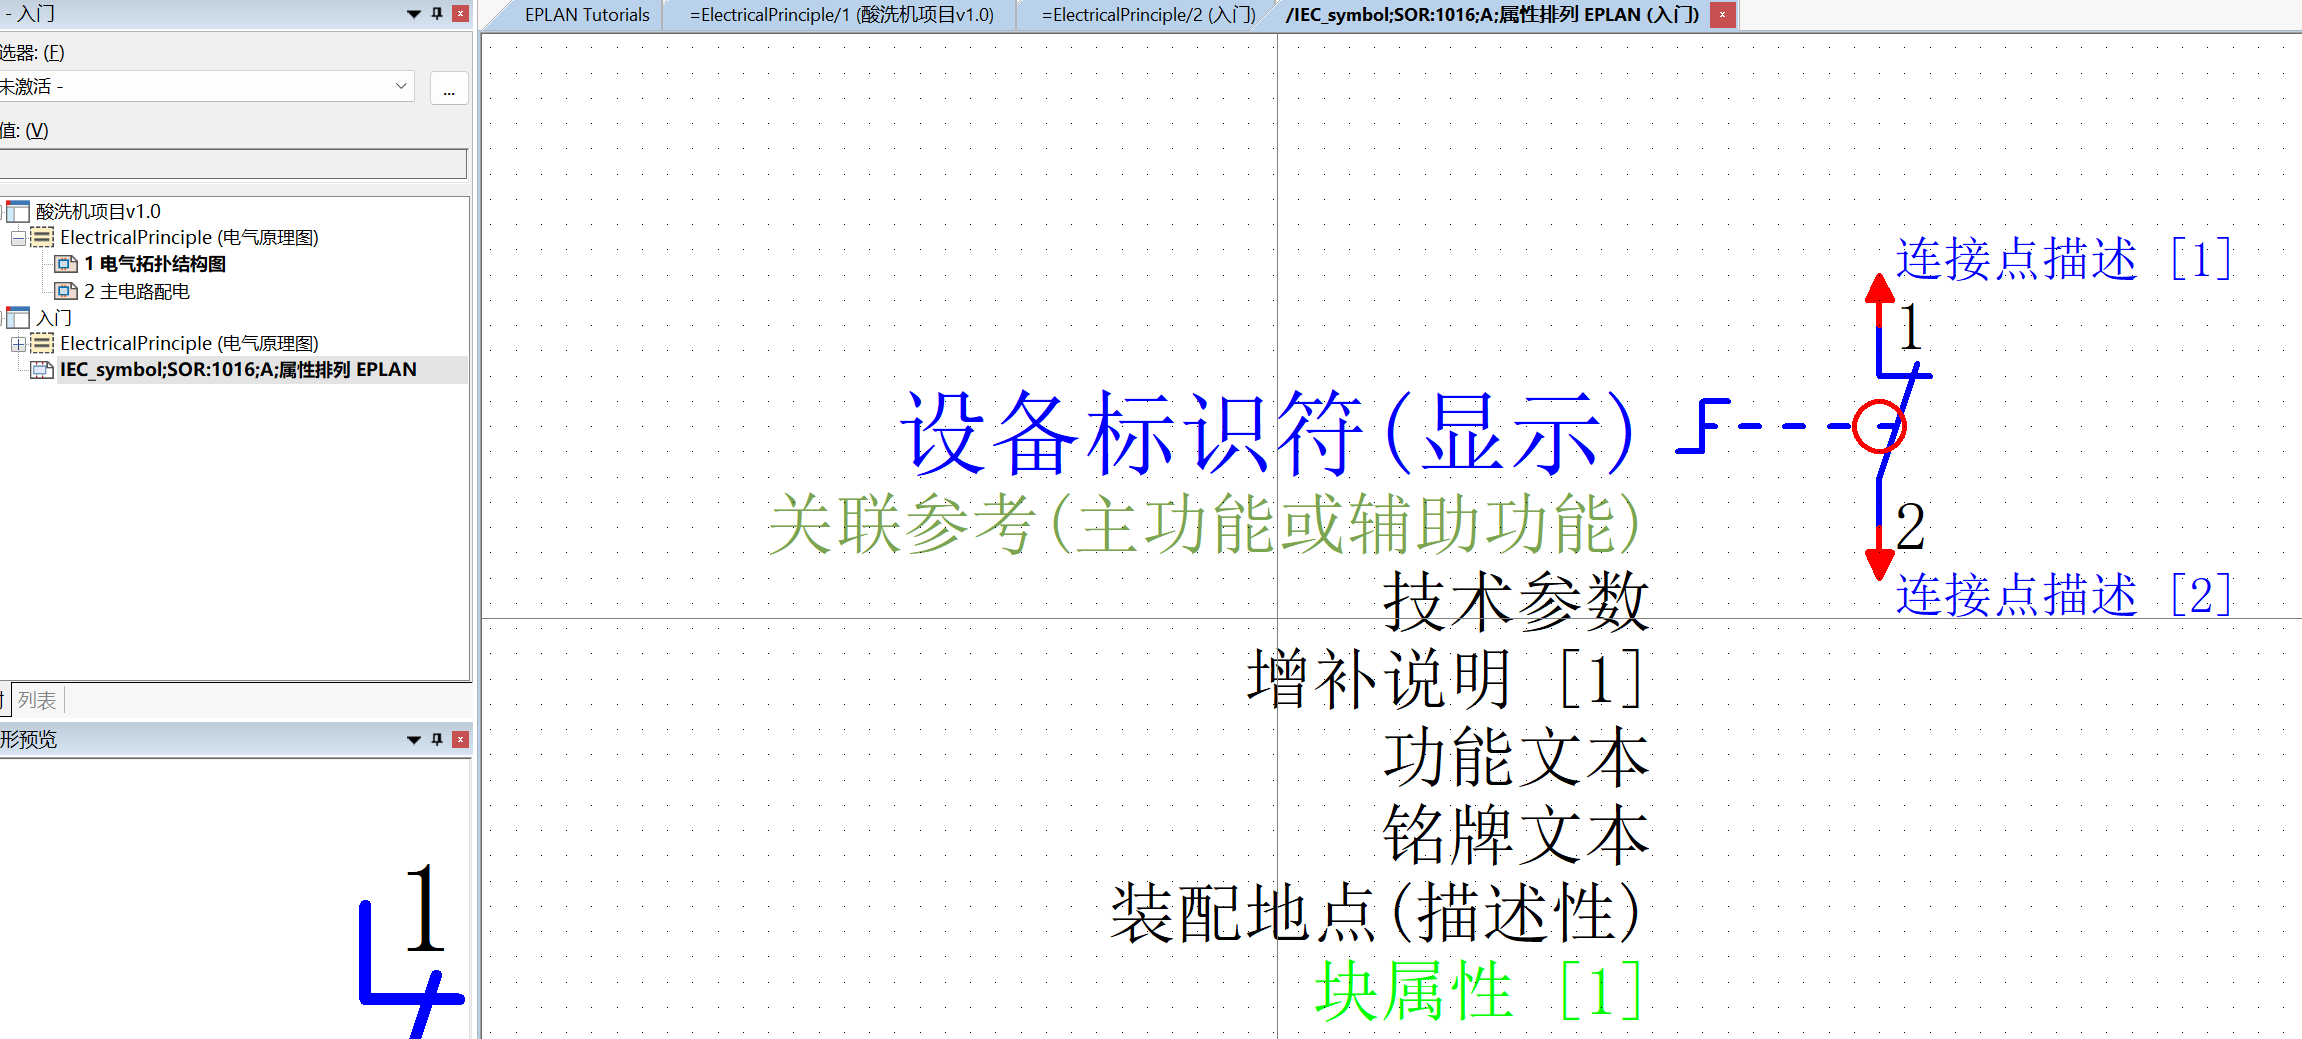 - 入门
选器: (F)
未激活 -
...
值: (V)
酸洗机项目v1.0
ElectricalPrinciple (电气原理图)
1 电气拓扑结构图
2 主电路配电
入门
ElectricalPrinciple (电气原理图)
IEC_symbol;SOR:1016;A;属性排列 EPLAN
列表
形预览
1
EPLAN Tutorials
=ElectricalPrinciple/1 (酸洗机项目v1.0)
=ElectricalPrinciple/2 (入门)
/IEC_symbol;SOR:1016;A;属性排列 EPLAN (入门)
连接点描述 [1]
1
设备标识符(显示)
关联参考(主功能或辅助功能)
2
连接点描述 [2]
技术参数
增补说明 [1]
功能文本
铭牌文本
装配地点(描述性)
块属性 [1]